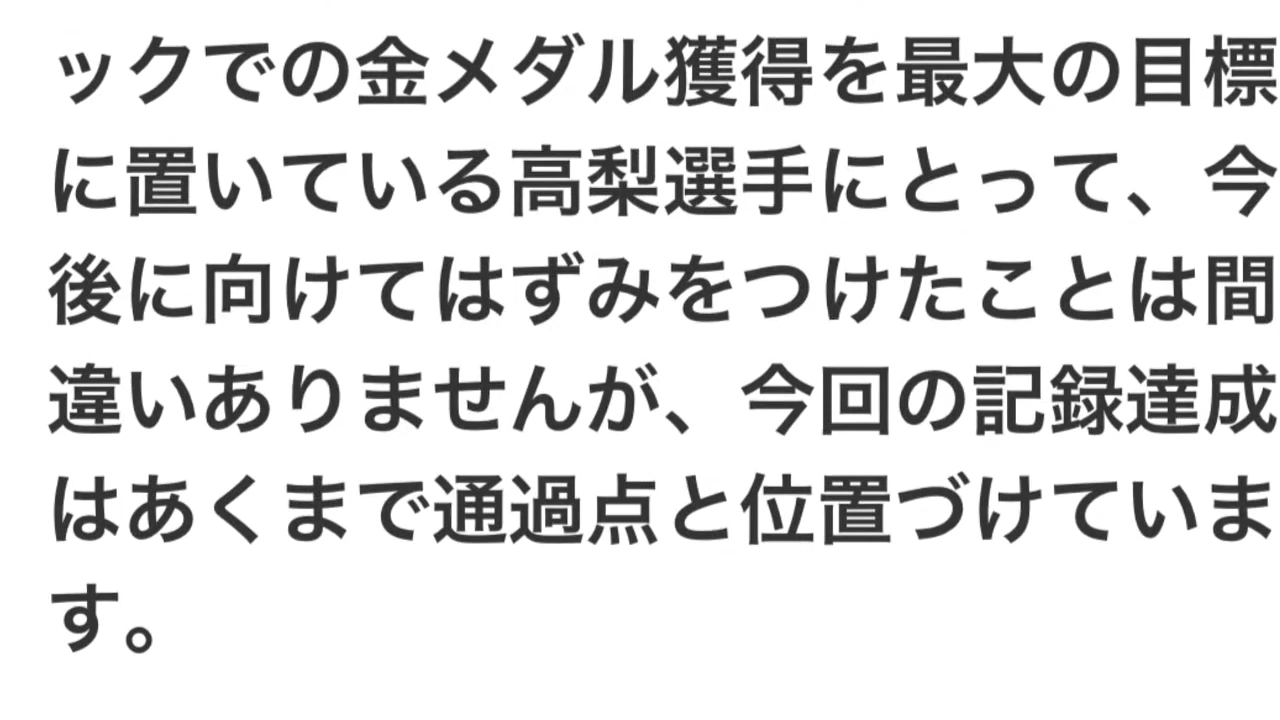 ックでの金メダル獲得を最大の目標
に置いている高梨選手にとって、今
後に向けてはずみをつけたことは間
違いありませんが、今回の記録達成
はあくまで通過点と位置づけていま
す。